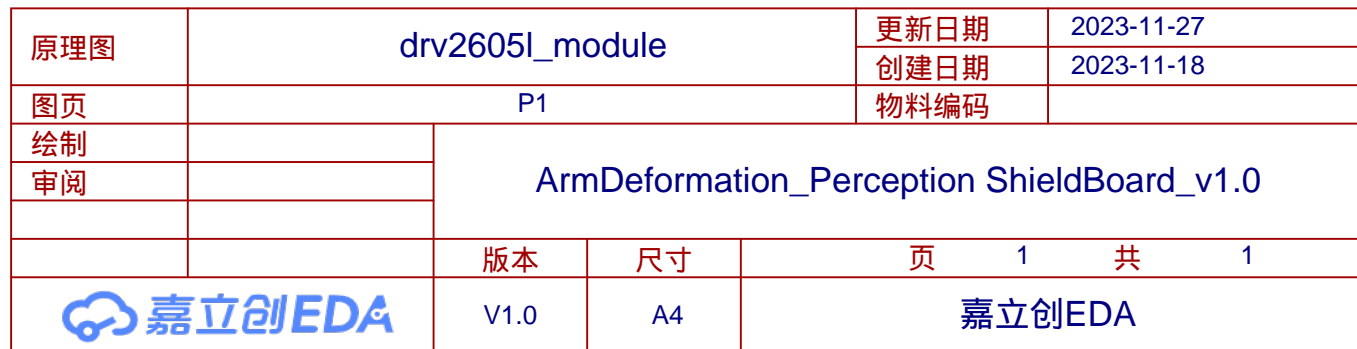 原理图 drv2605l_module 更新日期 2023-11-27
创建日期 2023-11-18
图页 P1 物料编码
绘制
审阅 ArmDeformation_Perception ShieldBoard_v1.0
版本 尺寸 页 1 共 1
嘉立创EDA V1.0 A4 嘉立创EDA